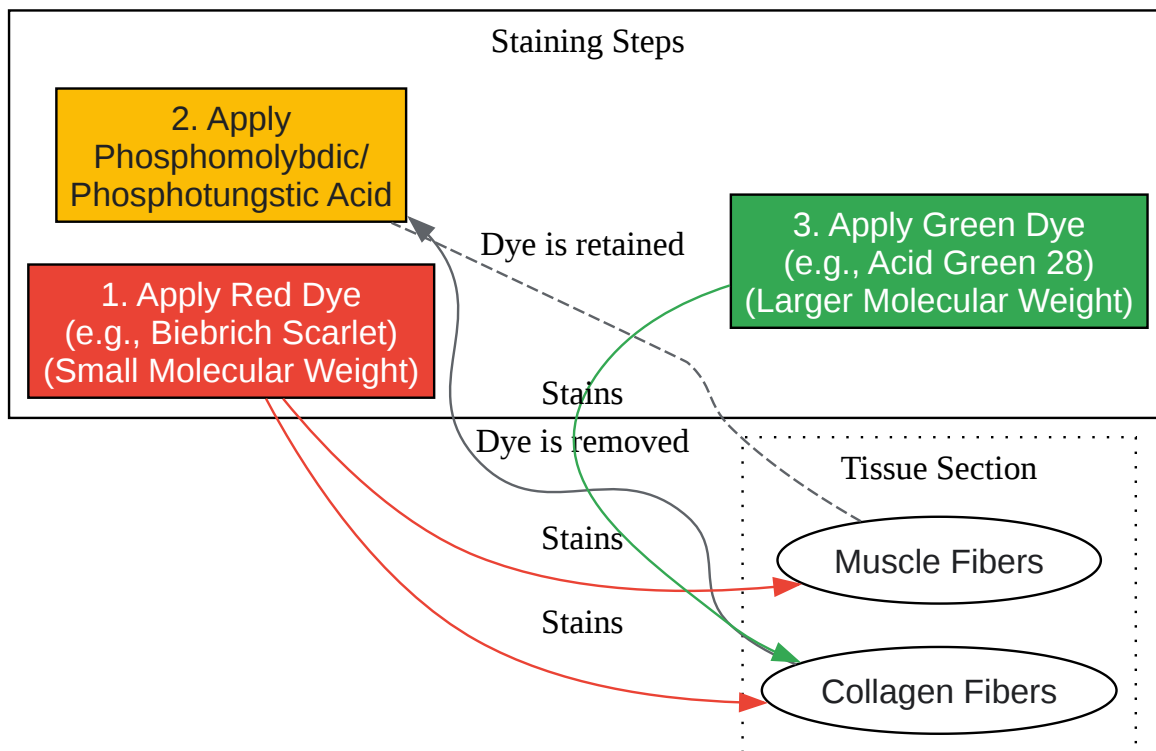 Staining Steps
2. Apply
Phosphomolybdic/
Phosphotungstic Acid
1. Apply Red Dye
(e.g., Biebrich Scarlet)
(Small Molecular Weight)
3. Apply Green Dye
(e.g., Acid Green 28)
(Larger Molecular Weight)
Dye is retained
Stains
Dye is removed
Stains
Stains
Tissue Section
Muscle Fibers
Collagen Fibers